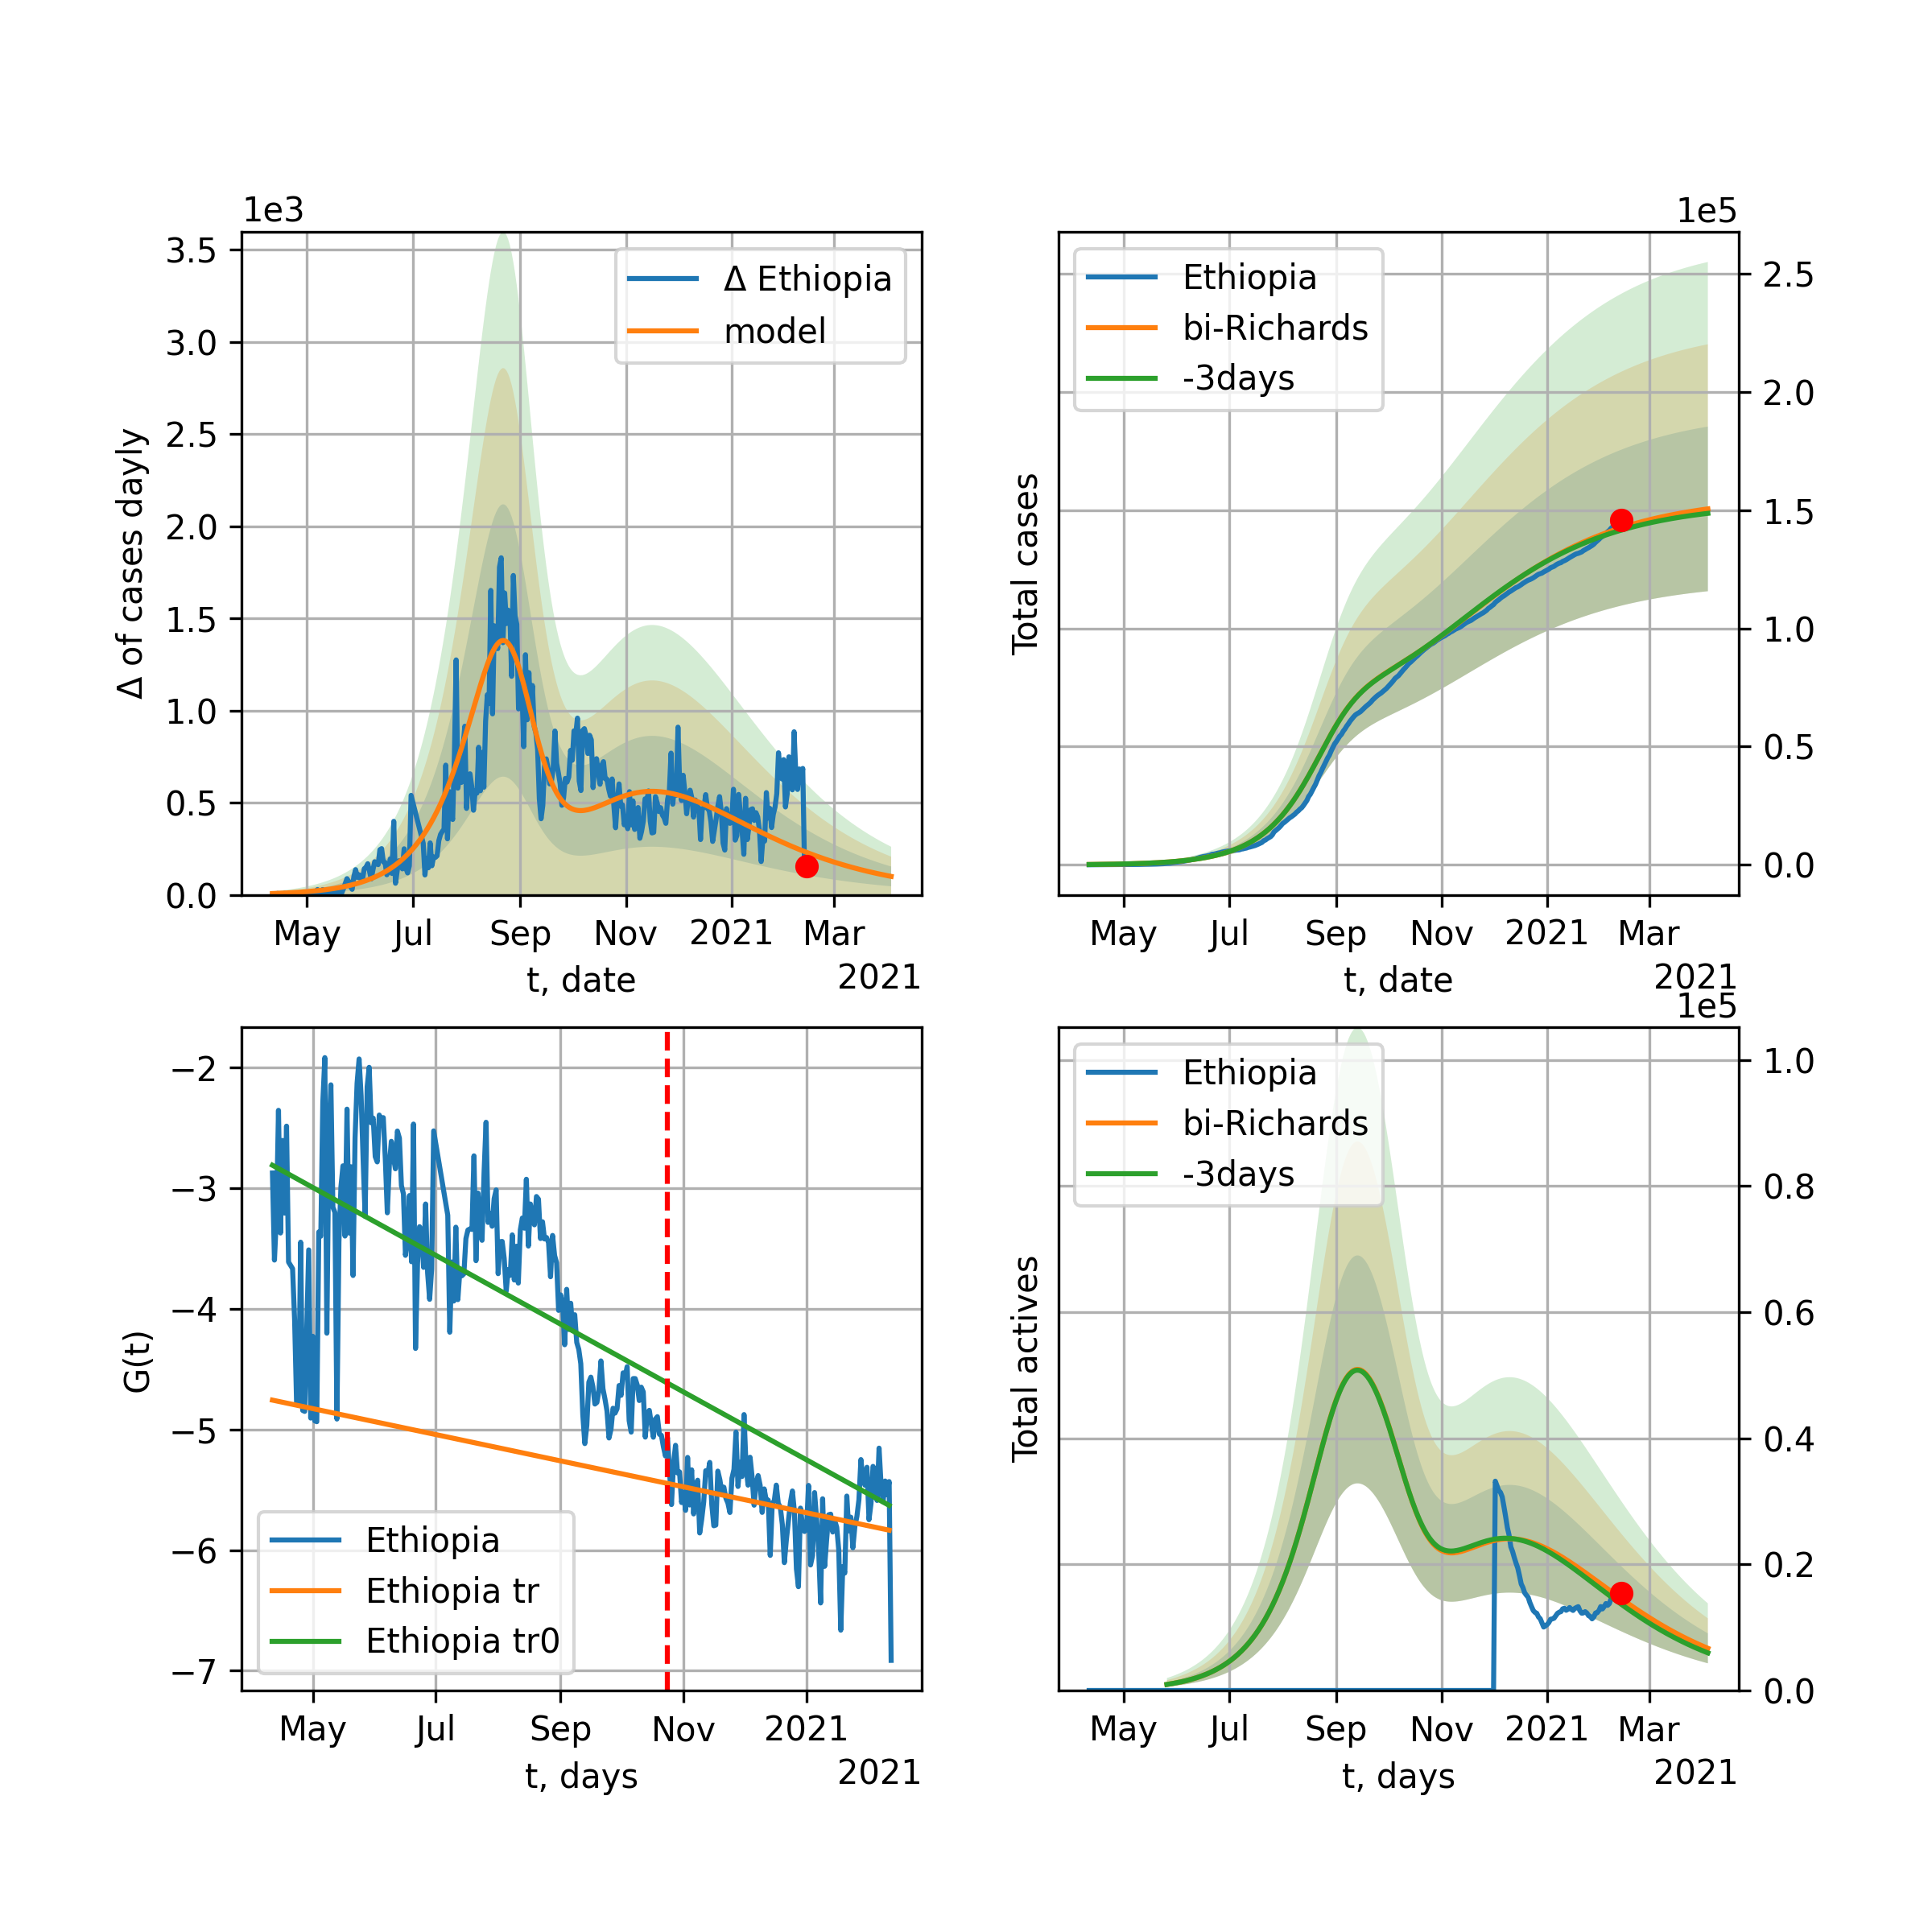 1e3
3.5
3.0
2.5
2.0
1.5
1.0
0.5
0.0
Δ of cases dayly
Δ Ethiopia
model
May Jul Sep Nov 2021 Mar
t, date
2021
1e5
2.5
2.0
1.5
1.0
0.5
0.0
Total cases
Ethiopia
bi-Richards
-3days
May Jul Sep Nov 2021 Mar
t, date
2021
−2
−3
−4
−5
−6
−7
G(t)
Ethiopia
Ethiopia tr
Ethiopia tr0
May Jul Sep Nov 2021
t, days
2021
1e5
1.0
0.8
0.6
0.4
0.2
0.0
Total actives
Ethiopia
bi-Richards
-3days
May Jul Sep Nov 2021 Mar
t, days
2021